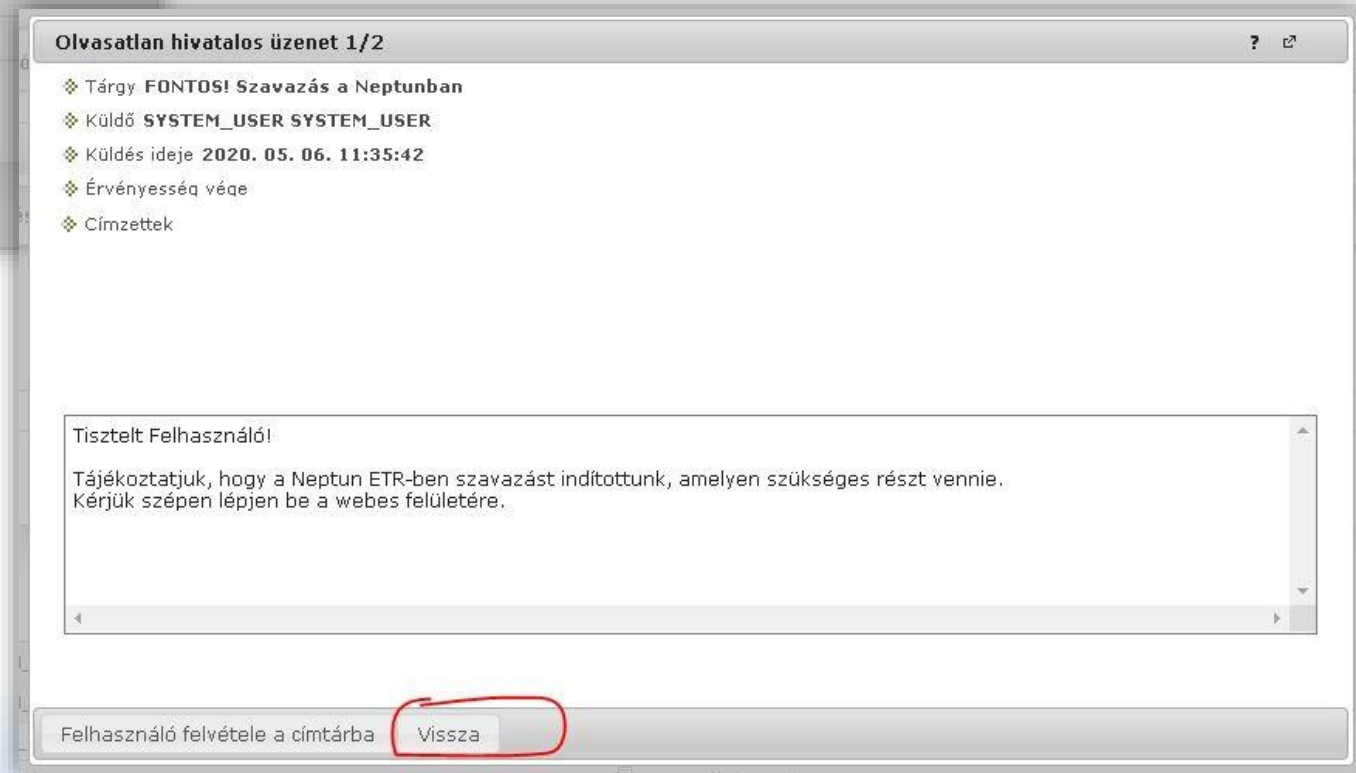 Olvasatlan hivatalos üzenet 1/2 ?
Tárgy FONTOS! Szavazás a Neptunban
Küldő SYSTEM_USER SYSTEM_USER
Küldés ideje 2020. 05. 06. 11:35:42
Érvényesség vége
Címzettek
Tisztelt Felhasználó!
Tájékoztatjuk, hogy a Neptun ETR-ben szavazást indítottunk, amelyen szükséges részt vennie.
Kérjük szépen lépjen be a webes felületére.
Felhasználó felvétele a címtárba Vissza